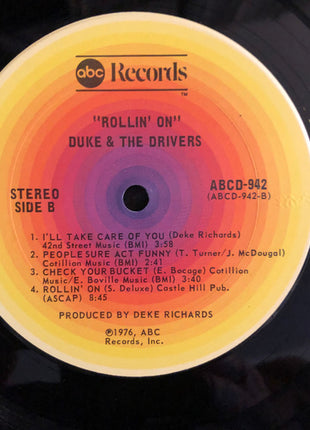 abc Records
TM
"ROLLIN' ON"
DUKE & THE DRIVERS
STEREO
SIDE B
ABCD-942
(ABCD-942-B)
1. I'LL TAKE CARE OF YOU (Deke Richards)
42nd Street Music (BMI) 3:58
2. PEOPLE SURE ACT FUNNY (T. Turner/J. McDougal)
Cotillion Music (BMI) 2:41
3. CHECK YOUR BUCKET (E. Bocage) Cotillion
Music/E. Boville Music (BMI) 3:30
4. ROLLIN' ON (S. Deluxe) Castle Hill Pub.
(ASCAP) 8:45
PRODUCED BY DEKE RICHARDS
℗1976, ABC
Records, Inc.